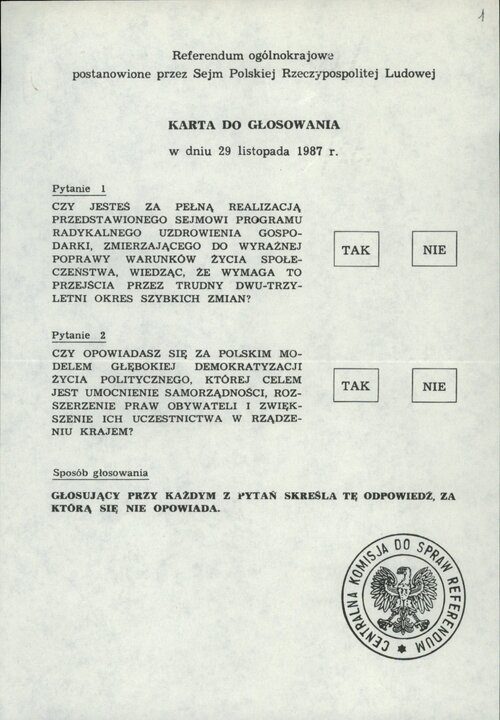 1
Referendum ogólnokrajowe
postanowione przez Sejm Polskiej Rzeczypospolitej Ludowej
KARTA DO GŁOSOWANIA
w dniu 29 listopada 1987 r.
Pytanie 1
CZY JESTEŚ ZA PEŁNĄ REALIZACJĄ
PRZEDSTAWIONEGO SEJMOWI PROGRAMU
RADYKALNEGO UZDROWIENIA GOSPO-
DARKI, ZMIERZAJĄCEGO DO WYRAŹNEJ
POPRAWY WARUNKÓW ŻYCIA SPOŁE-
CZEŃSTWA, WIEDZĄC, ŻE WYMAGA TO
PRZEJŚCIA PRZEZ TRUDNY DWU-TRZY-
LETNI OKRES SZYBKICH ZMIAN?
TAK NIE
Pytanie 2
CZY OPOWIADASZ SIĘ ZA POLSKIM MO-
DELEM GŁĘBOKIEJ DEMOKRATYZACJI
ŻYCIA POLITYCZNEGO, KTÓREJ CELEM
JEST UMOCNIENIE SAMORZĄDNOŚCI, ROZ-
SZERZENIE PRAW OBYWATELI I ZWIĘK-
SZENIE ICH UCZESTNICTWA W RZĄDZE-
NIU KRAJEM?
TAK NIE
Sposób głosowania
GŁOSUJĄCY PRZY KAŻDYM Z PYTAŃ SKREŚLA TĘ ODPOWIEDŹ, ZA
KTÓRĄ SIĘ NIE OPOWIADA.
CENTRALNA KOMISJA DO SPRAW REFERENDUM